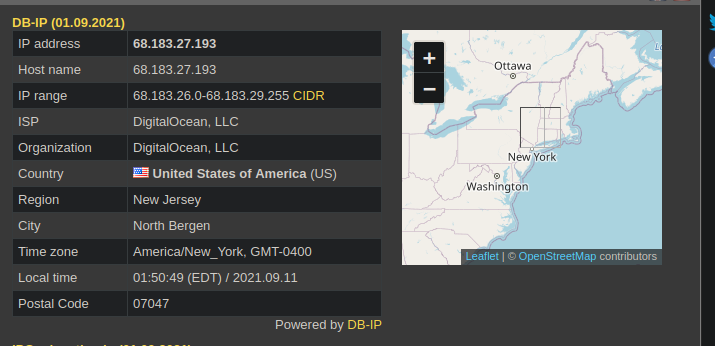 DB-IP (01.09.2021)
IP address 68.183.27.193
Host name 68.183.27.193
IP range 68.183.26.0-68.183.29.255 CIDR
ISP DigitalOcean, LLC
Organization DigitalOcean, LLC
Country United States of America (US)
Region New Jersey
City North Bergen
Time zone America/New_York, GMT-0400
Local time 01:50:49 (EDT) / 2021.09.11
Postal Code 07047
Powered by DB-IP
+
−
Ottawa
New York
Washington
Leaflet | © OpenStreetMap contributors